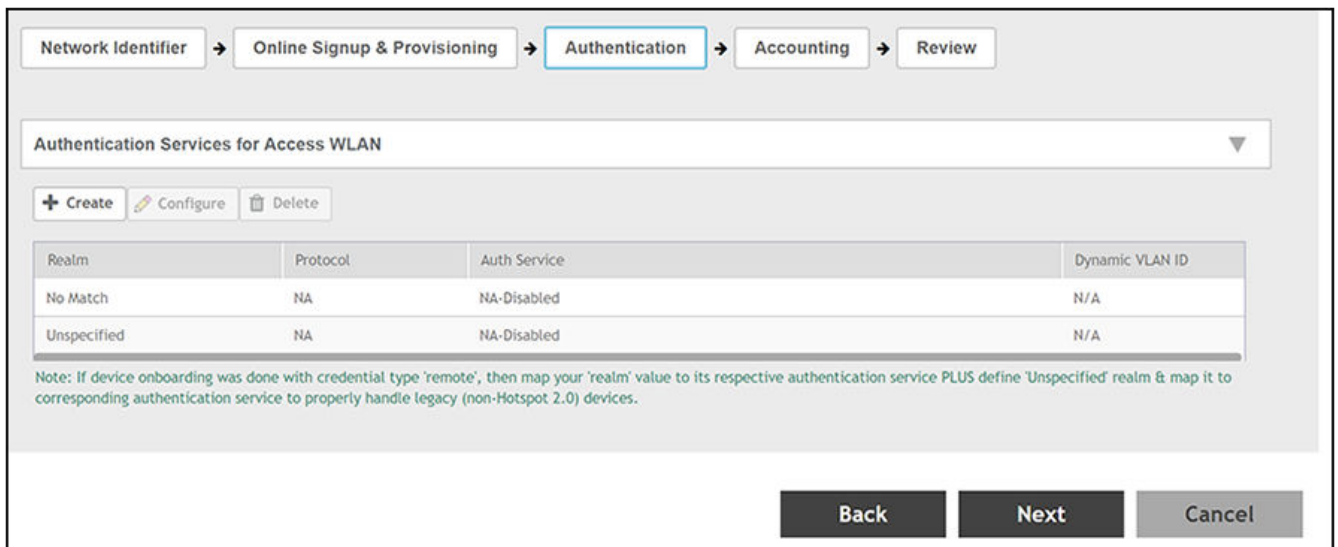 Network Identifier → Online Signup & Provisioning → Authentication → Accounting → Review
Authentication Services for Access WLAN
Create Configure Delete
Realm Protocol Auth Service Dynamic VLAN ID
No Match NA NA-Disabled N/A
Unspecified NA NA-Disabled N/A
Note: If device onboarding was done with credential type 'remote', then map your 'realm' value to its respective authentication service PLUS define 'Unspecified' realm & map it to
corresponding authentication service to properly handle legacy (non-Hotspot 2.0) devices.
Back Next Cancel